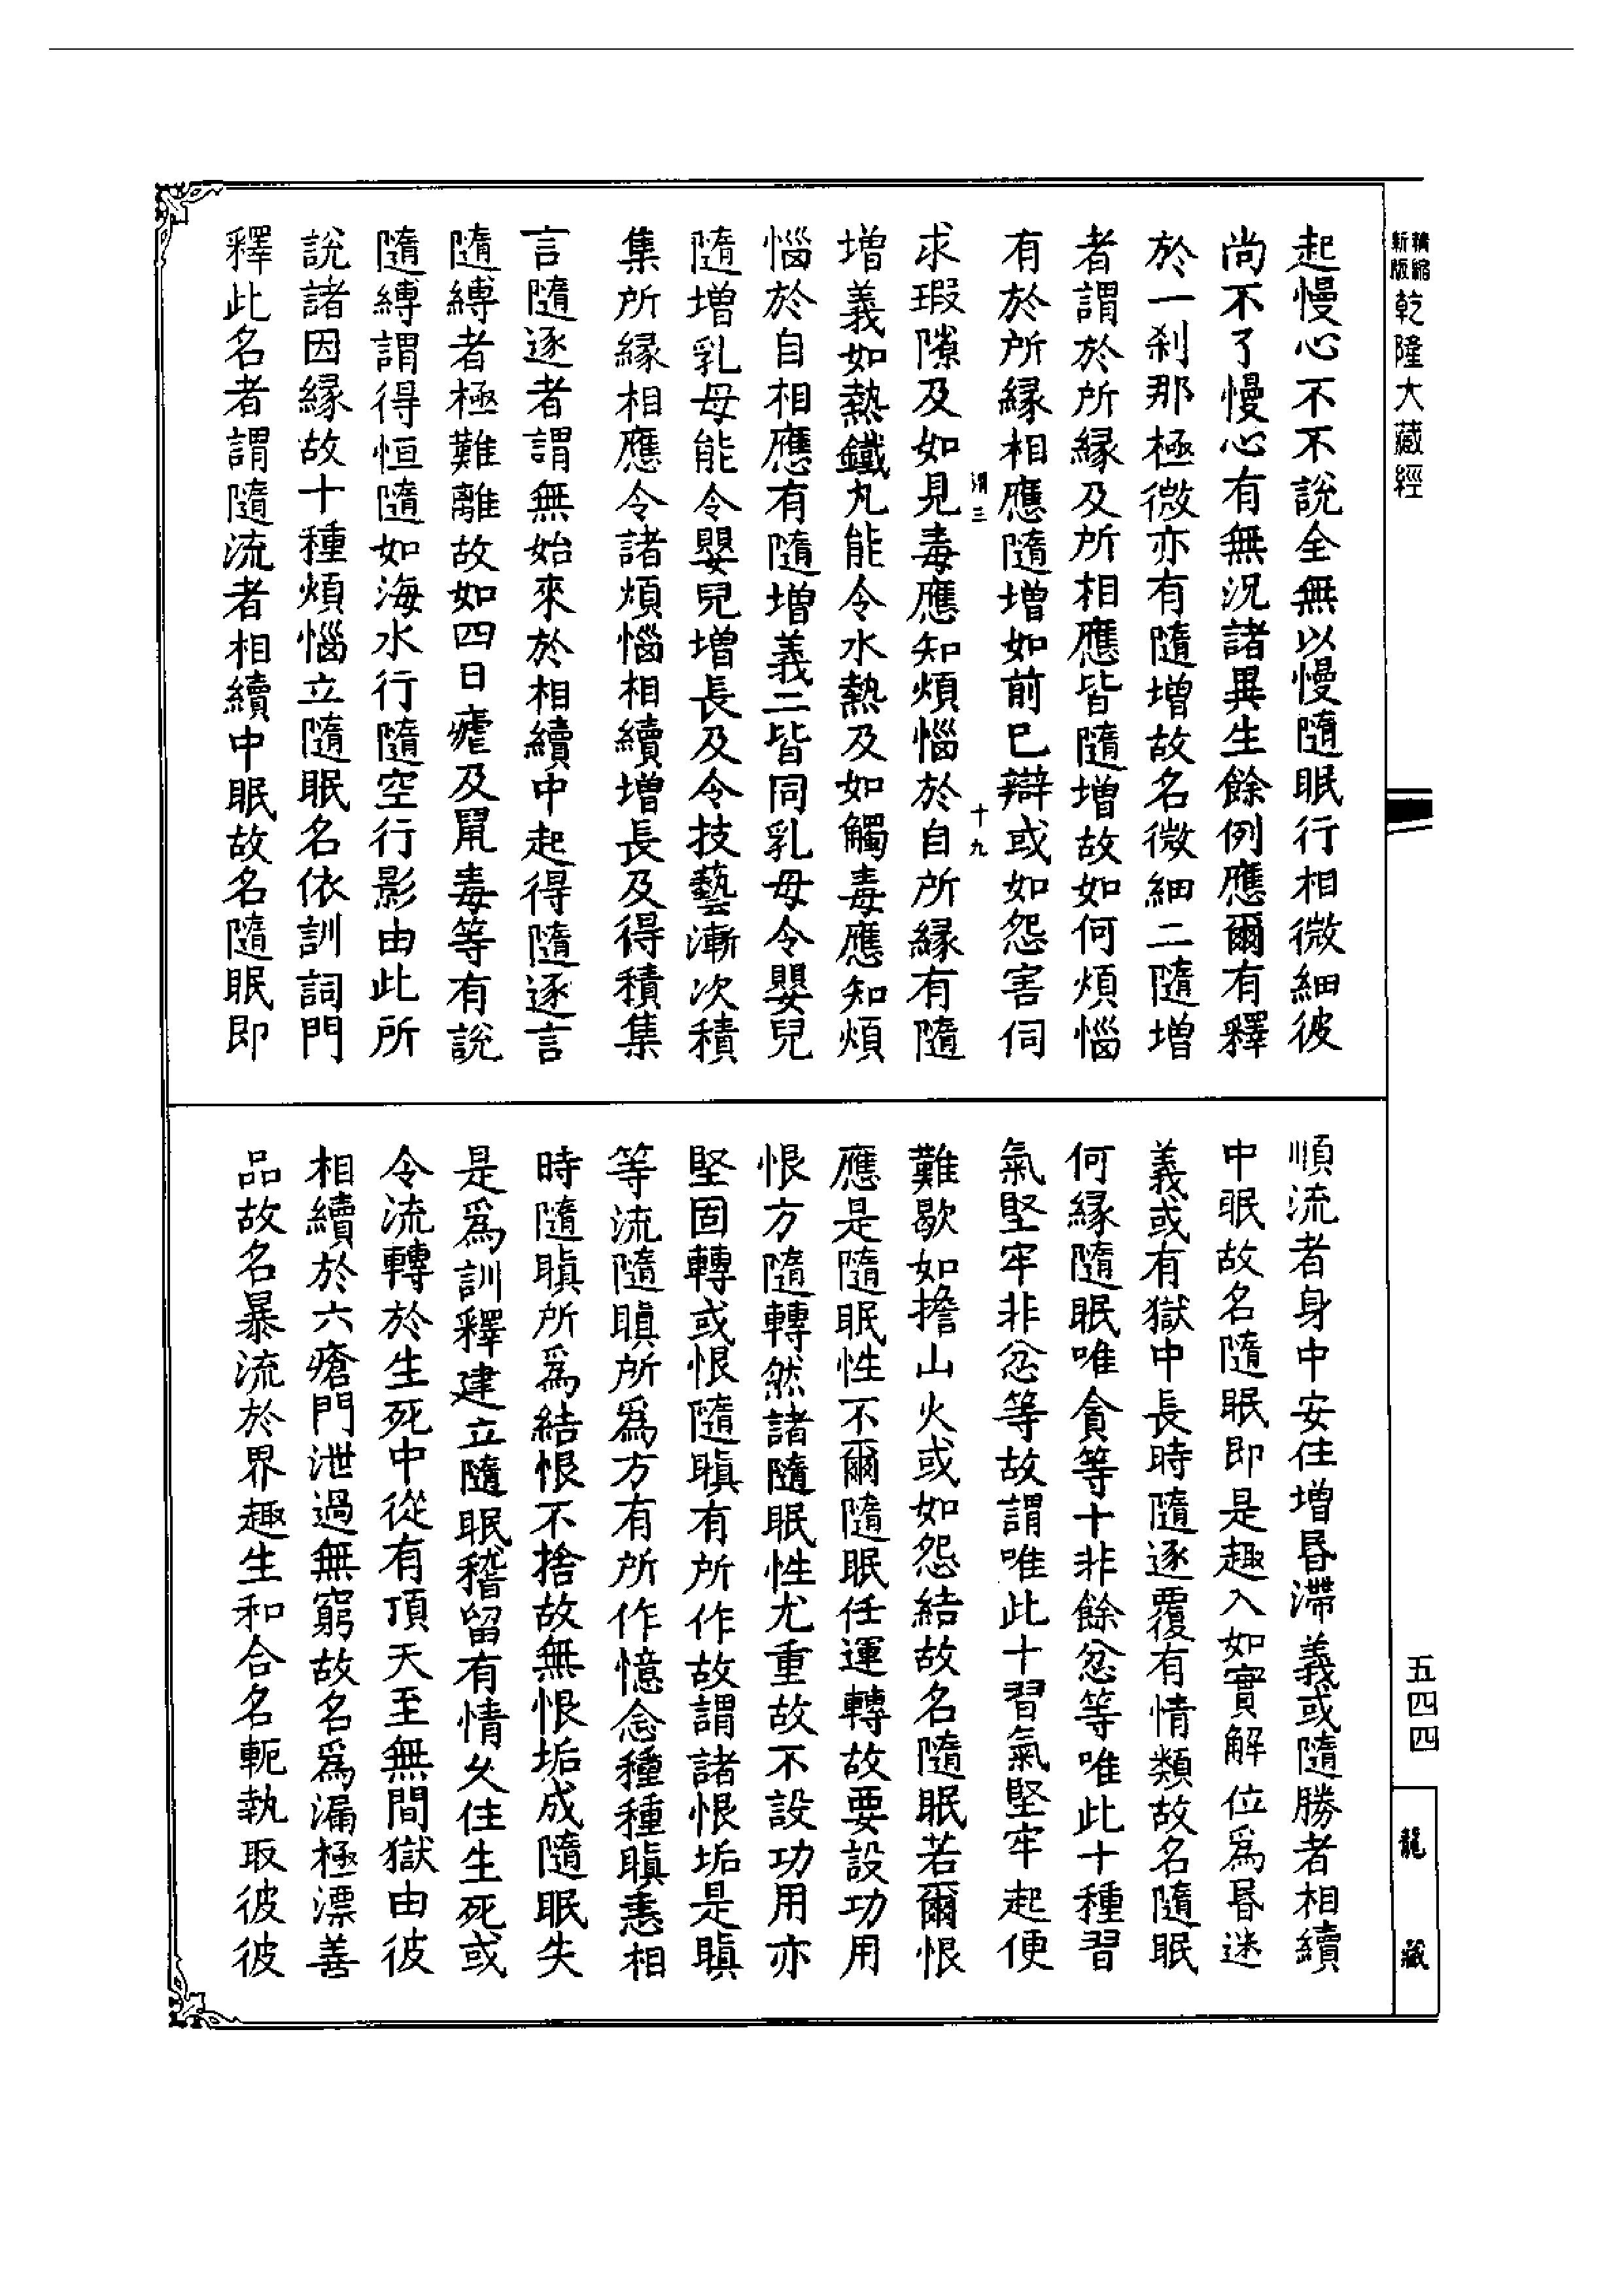 新版精縮
乾隆大藏經
起慢心不不說全無以慢隨眠行相微細彼
尚不了慢心有無況諸異生餘例應爾有釋
於一剎那極微亦有隨增故名微細二隨增
者謂於所縁及所相應皆隨增故如何煩惱
有於所縁相應隨增如前已辯或如怨害伺
求瑕隙及如見毒應知煩惱於自所縁有隨
增義如熱鐵丸能令水熱及如觸毒應知煩
惱於自相應有隨增義二皆同乳母令嬰兒
隨增乳母能令嬰兒增長及令技藝漸次積
集所縁相應令諸煩惱相續增長及得積集
言隨逐者謂無始來於相續中起得隨逐言
隨縛者極難離故如四日瘧及鼠毒等有說
隨縛謂得恒隨如海水行隨空行影由此所
說諸因縁故十種煩惱立隨眠名依訓詞門
釋此名者謂隨流者相續中眠故名隨眠即
三
十九
順流者身中安住增昬滯義或隨勝者相續
中眠故名隨眠即是趣入如實解位爲昬迷
義或有獄中長時隨逐覆有情類故名隨眠
何縁隨眠唯貪等十非餘忿等唯此十種習
氣堅牢非忿等故謂唯此十習氣堅牢起便
難歇如擔山火或如怨結故名隨眠若爾恨
應是隨眠性不爾隨眠任運轉故要設功用
恨方隨轉然諸隨眠性尤重故不設功用亦
堅固轉或恨隨瞋有所作故謂諸恨垢是瞋
等流隨瞋所爲方有所作憶念種種瞋恚相
時隨瞋所爲結恨不捨故無恨垢成隨眠失
是爲訓釋建立隨眠稽留有情久住生死或
令流轉於生死中從有頂天至無間獄由彼
相續於六瘡門泄過無窮故名爲漏極漂善
品故名暴流於界趣生和合名軛執取彼彼
五四四
龍藏